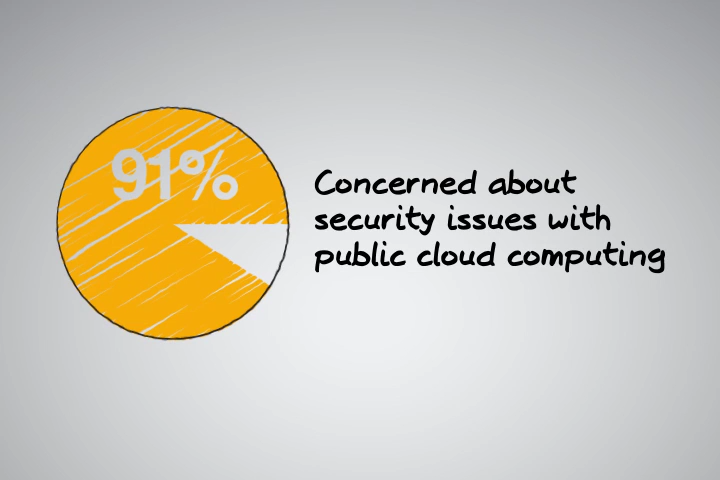 91%
Concerned about
security issues with
public cloud computing